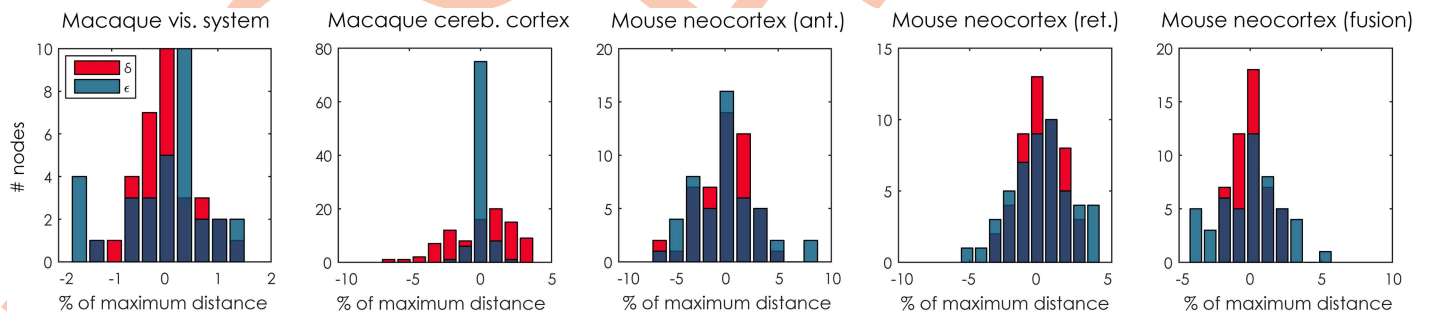 Macaque vis. system
Macaque cereb. cortex
Mouse neocortex (ant.)
Mouse neocortex (ret.)
Mouse neocortex (fusion)
# nodes
10
8
6
4
2
0
δ
ϵ
-2 -1 0 1 2
% of maximum distance
80
60
40
20
0
-10 -5 0 5
% of maximum distance
20
15
10
5
0
-10 -5 0 5 10
% of maximum distance
15
10
5
0
-10 -5 0 5
% of maximum distance
20
15
10
5
0
-5 0 5 10
% of maximum distance